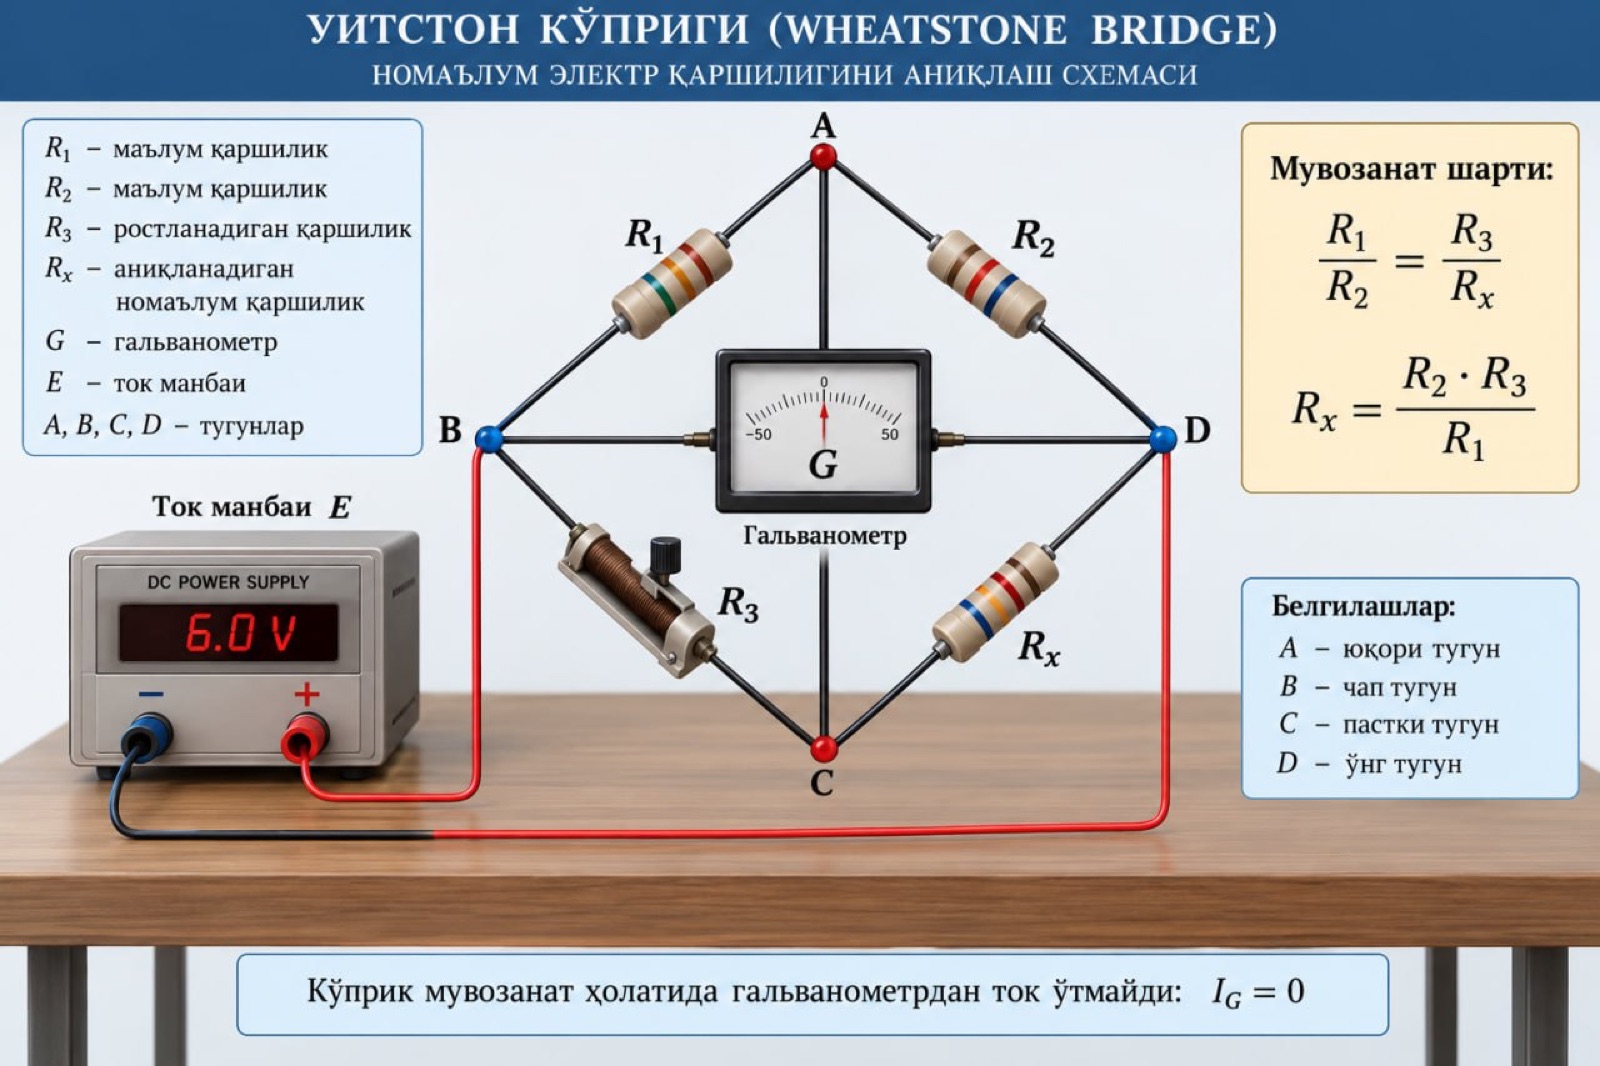 УИТСТОН КЎПРИГИ (WHEATSTONE BRIDGE)
НОМАЪЛУМ ЭЛЕКТР ҚАРШИЛИГИНИ АНИҚЛАШ СХЕМАСИ
R₁ – маълум қаршилик
R₂ – маълум қаршилик
R₃ – ростланадиган қаршилик
Rₓ – аниқланадиган
номаълум қаршилик
G – гальванометр
E – ток манбаи
A, B, C, D – тугунлар
A
R₁
R₂
B
D
0
−50
50
G
Гальванометр
R₃
Rₓ
C
Мувозанат шарти:
R₁/R₂ = R₃/Rₓ
Rₓ = R₂ · R₃/R₁
Ток манбаи E
DC POWER SUPPLY
6.0 V
− +
Белгилашлар:
A – юқори тугун
B – чап тугун
C – пастки тугун
D – ўнг тугун
Кўприк мувозанат ҳолатида гальванометрдан ток ўтмайди: I_G = 0